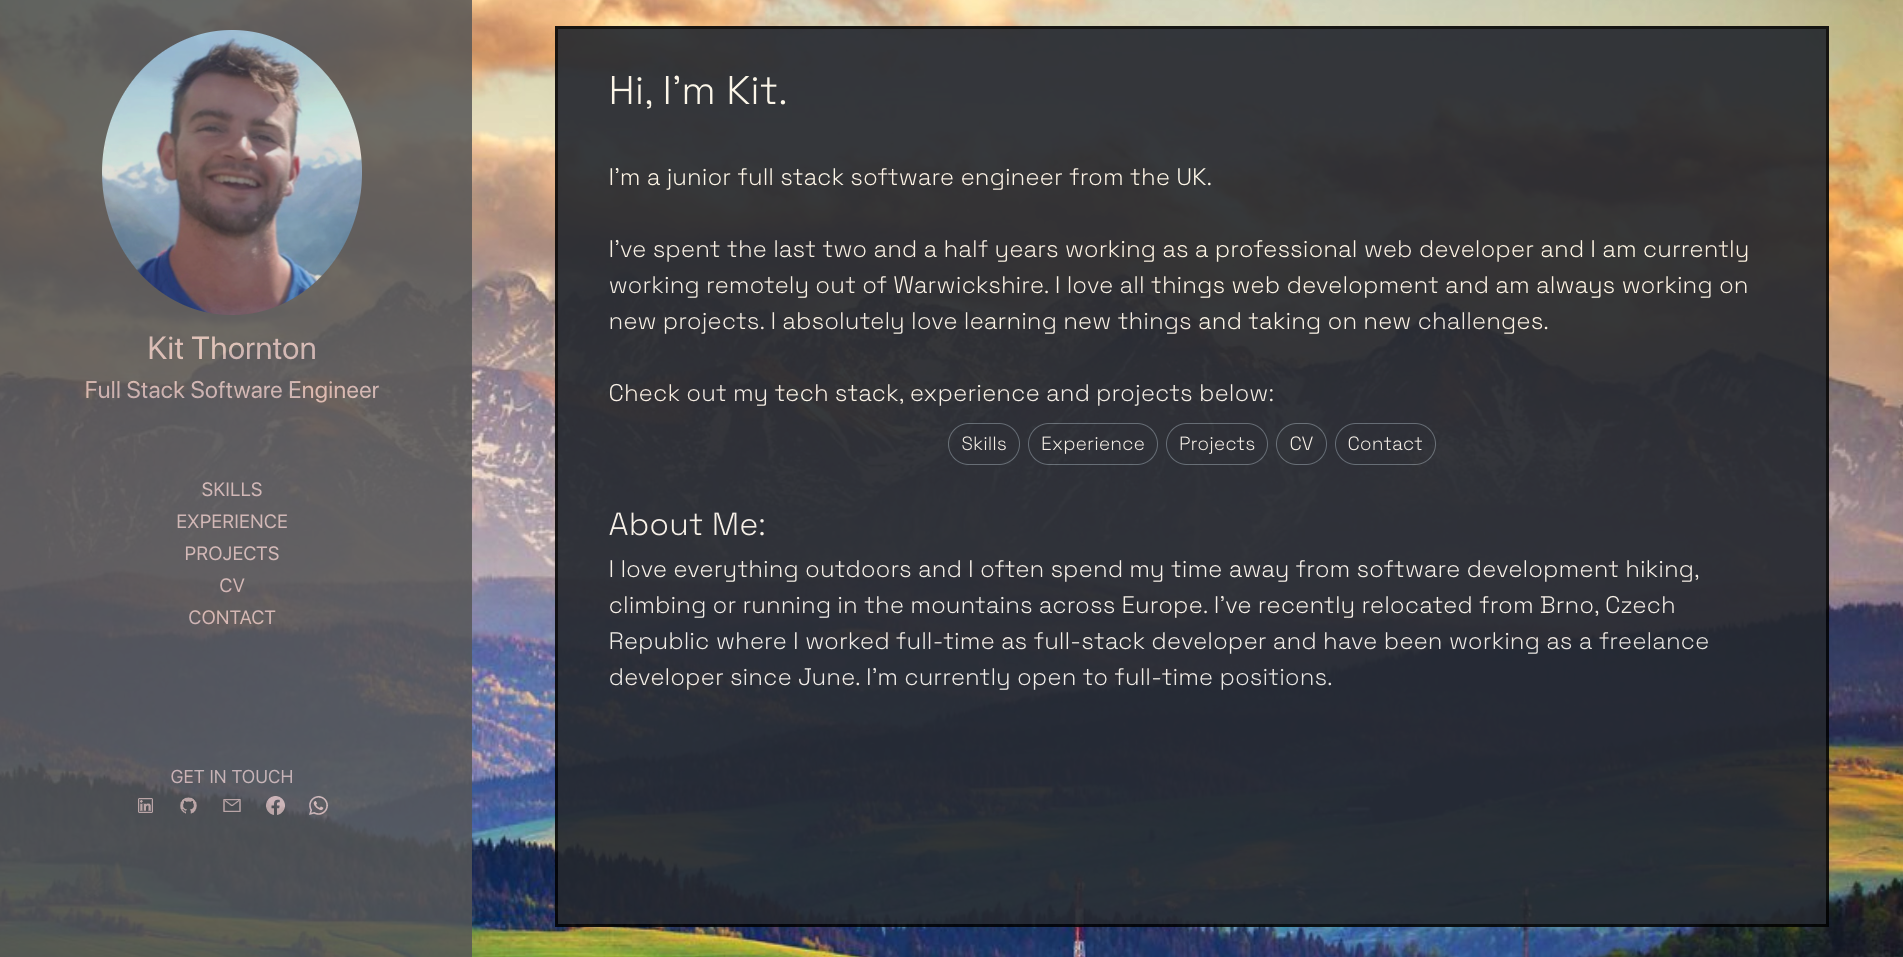 Kit Thornton
Full Stack Software Engineer
SKILLS
EXPERIENCE
PROJECTS
CV
CONTACT
GET IN TOUCH
in
Hi, I'm Kit.
I'm a junior full stack software engineer from the UK.
I've spent the last two and a half years working as a professional web developer and I am currently
working remotely out of Warwickshire. I love all things web development and am always working on
new projects. I absolutely love learning new things and taking on new challenges.
Check out my tech stack, experience and projects below:
Skills Experience Projects CV Contact
About Me:
I love everything outdoors and I often spend my time away from software development hiking,
climbing or running in the mountains across Europe. I've recently relocated from Brno, Czech
Republic where I worked full-time as full-stack developer and have been working as a freelance
developer since June. I'm currently open to full-time positions.